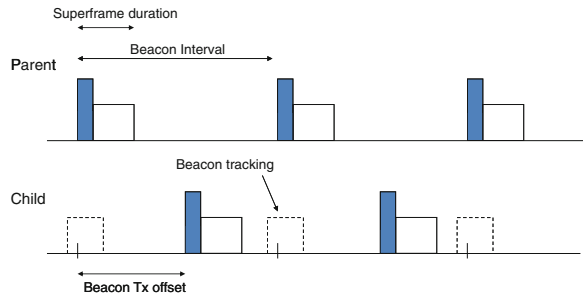 Superframe duration
Beacon Interval
Parent
Beacon tracking
Child
Beacon Tx offset